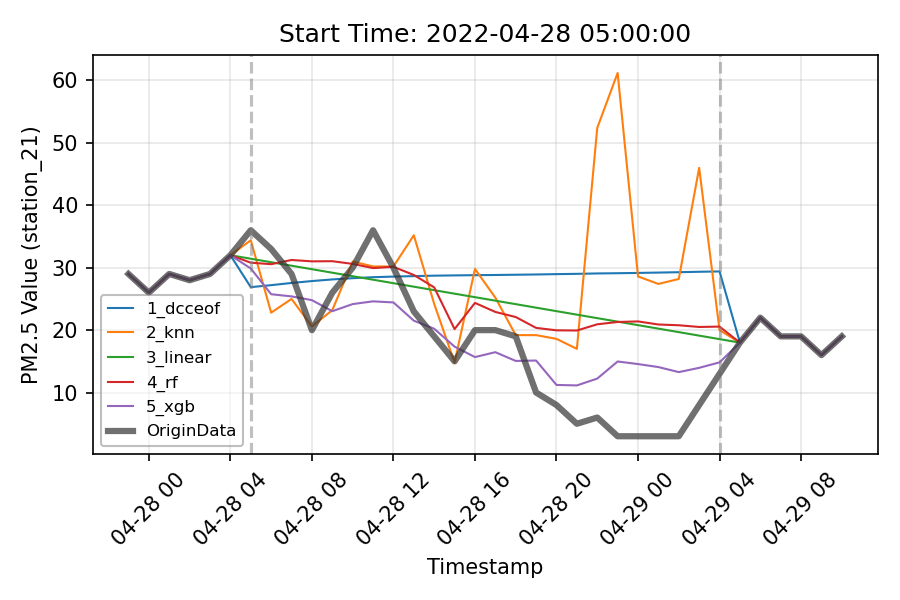 Start Time: 2022-04-28 05:00:00
PM2.5 Value (station_21)
60
50
40
30
20
10
1_dcceof
2_knn
3_linear
4_rf
5_xgb
OriginData
04-28 00
04-28 04
04-28 08
04-28 12
04-28 16
04-28 20
04-29 00
04-29 04
04-29 08
Timestamp